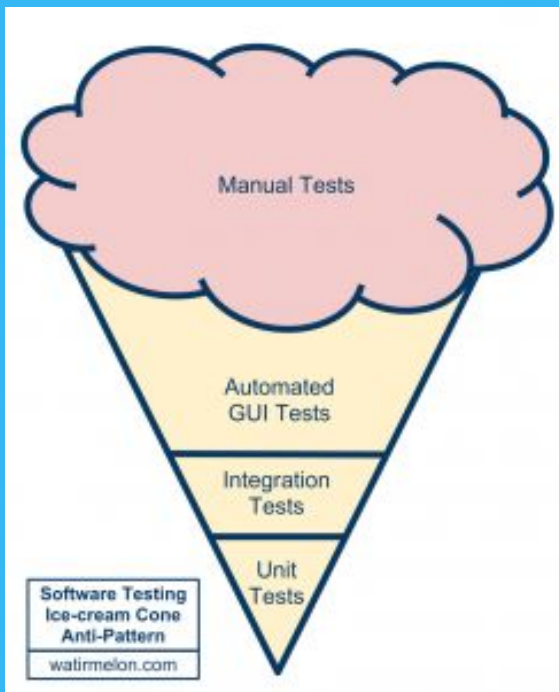 Manual Tests
Automated
GUI Tests
Integration
Tests
Unit
Tests
Software Testing
Ice-cream Cone
Anti-Pattern
watirmelon.com